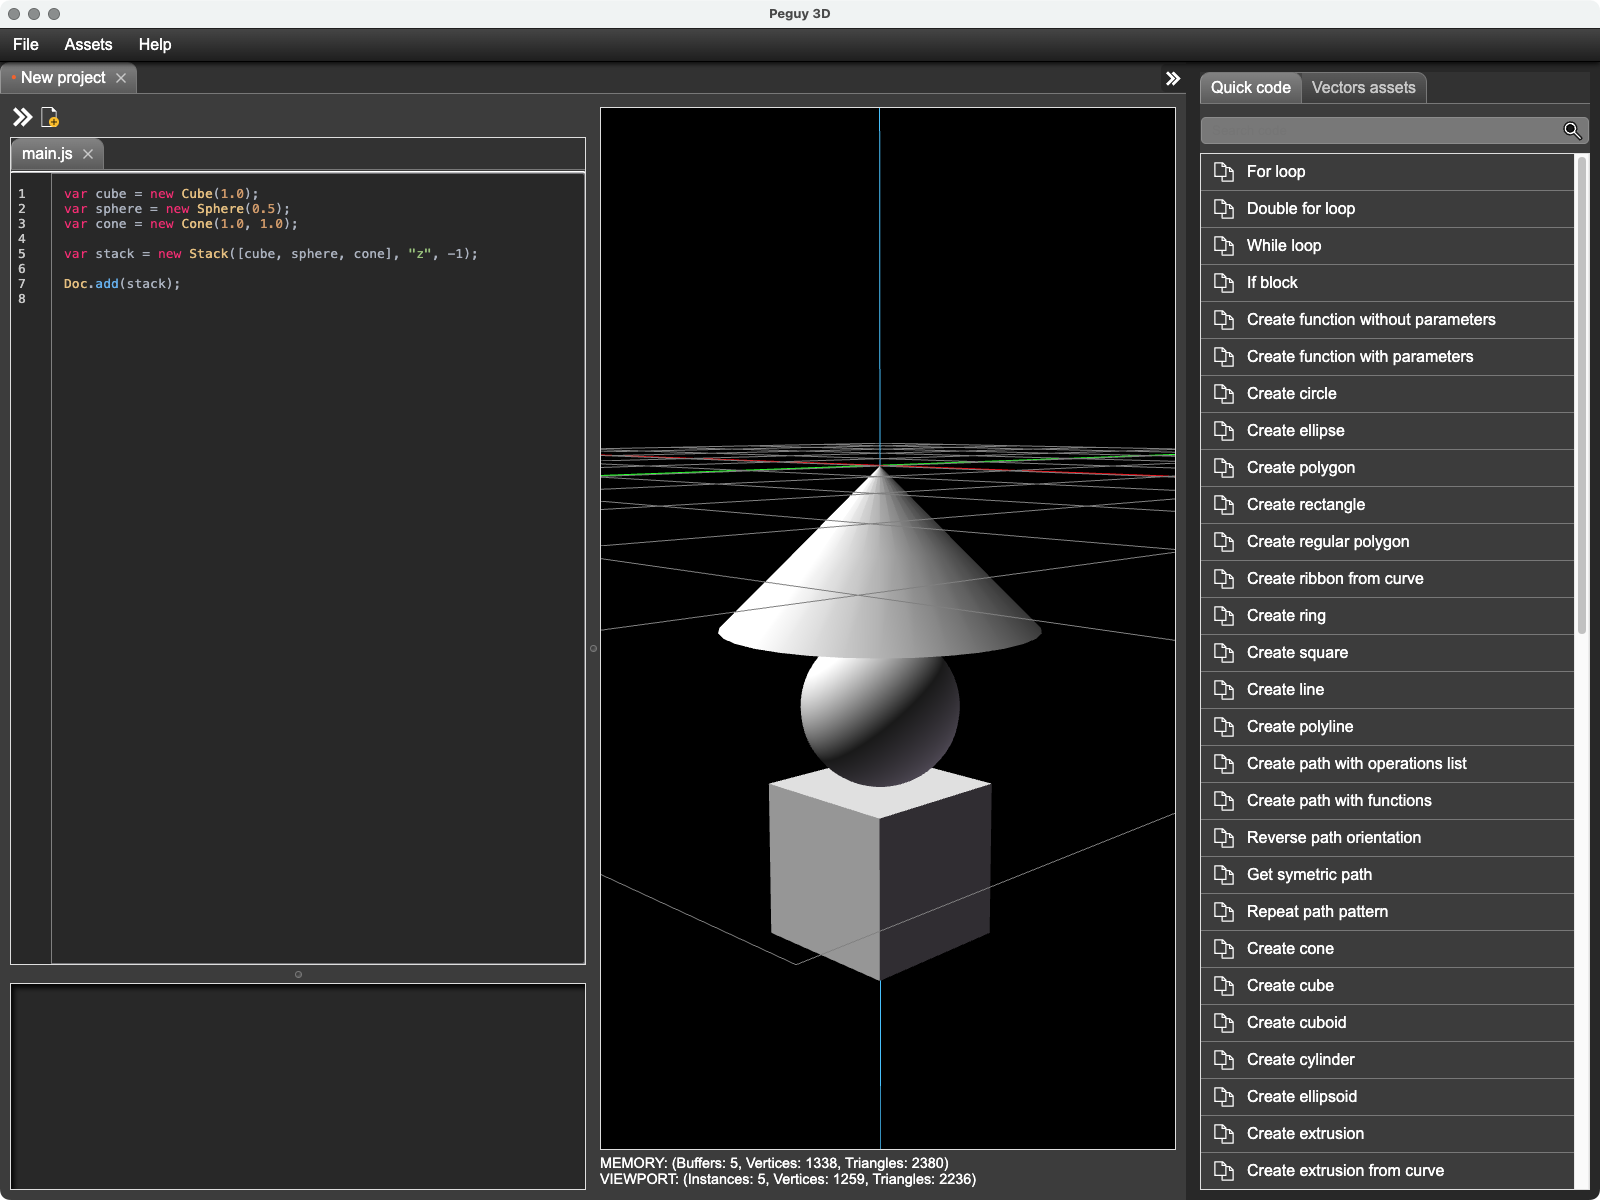 Peguy 3D
File Assets Help
New project
main.js
1 var cube = new Cube(1.0);
2 var sphere = new Sphere(0.5);
3 var cone = new Cone(1.0, 1.0);
4
5 var stack = new Stack([cube, sphere, cone], "z", -1);
6
7 Doc.add(stack);
8
MEMORY: (Buffers: 5, Vertices: 1338, Triangles: 2380)
VIEWPORT: (Instances: 5, Vertices: 1259, Triangles: 2236)
Quick code Vectors assets
For loop
Double for loop
While loop
If block
Create function without parameters
Create function with parameters
Create circle
Create ellipse
Create polygon
Create rectangle
Create regular polygon
Create ribbon from curve
Create ring
Create square
Create line
Create polyline
Create path with operations list
Create path with functions
Reverse path orientation
Get symetric path
Repeat path pattern
Create cone
Create cube
Create cuboid
Create cylinder
Create ellipsoid
Create extrusion
Create extrusion from curve